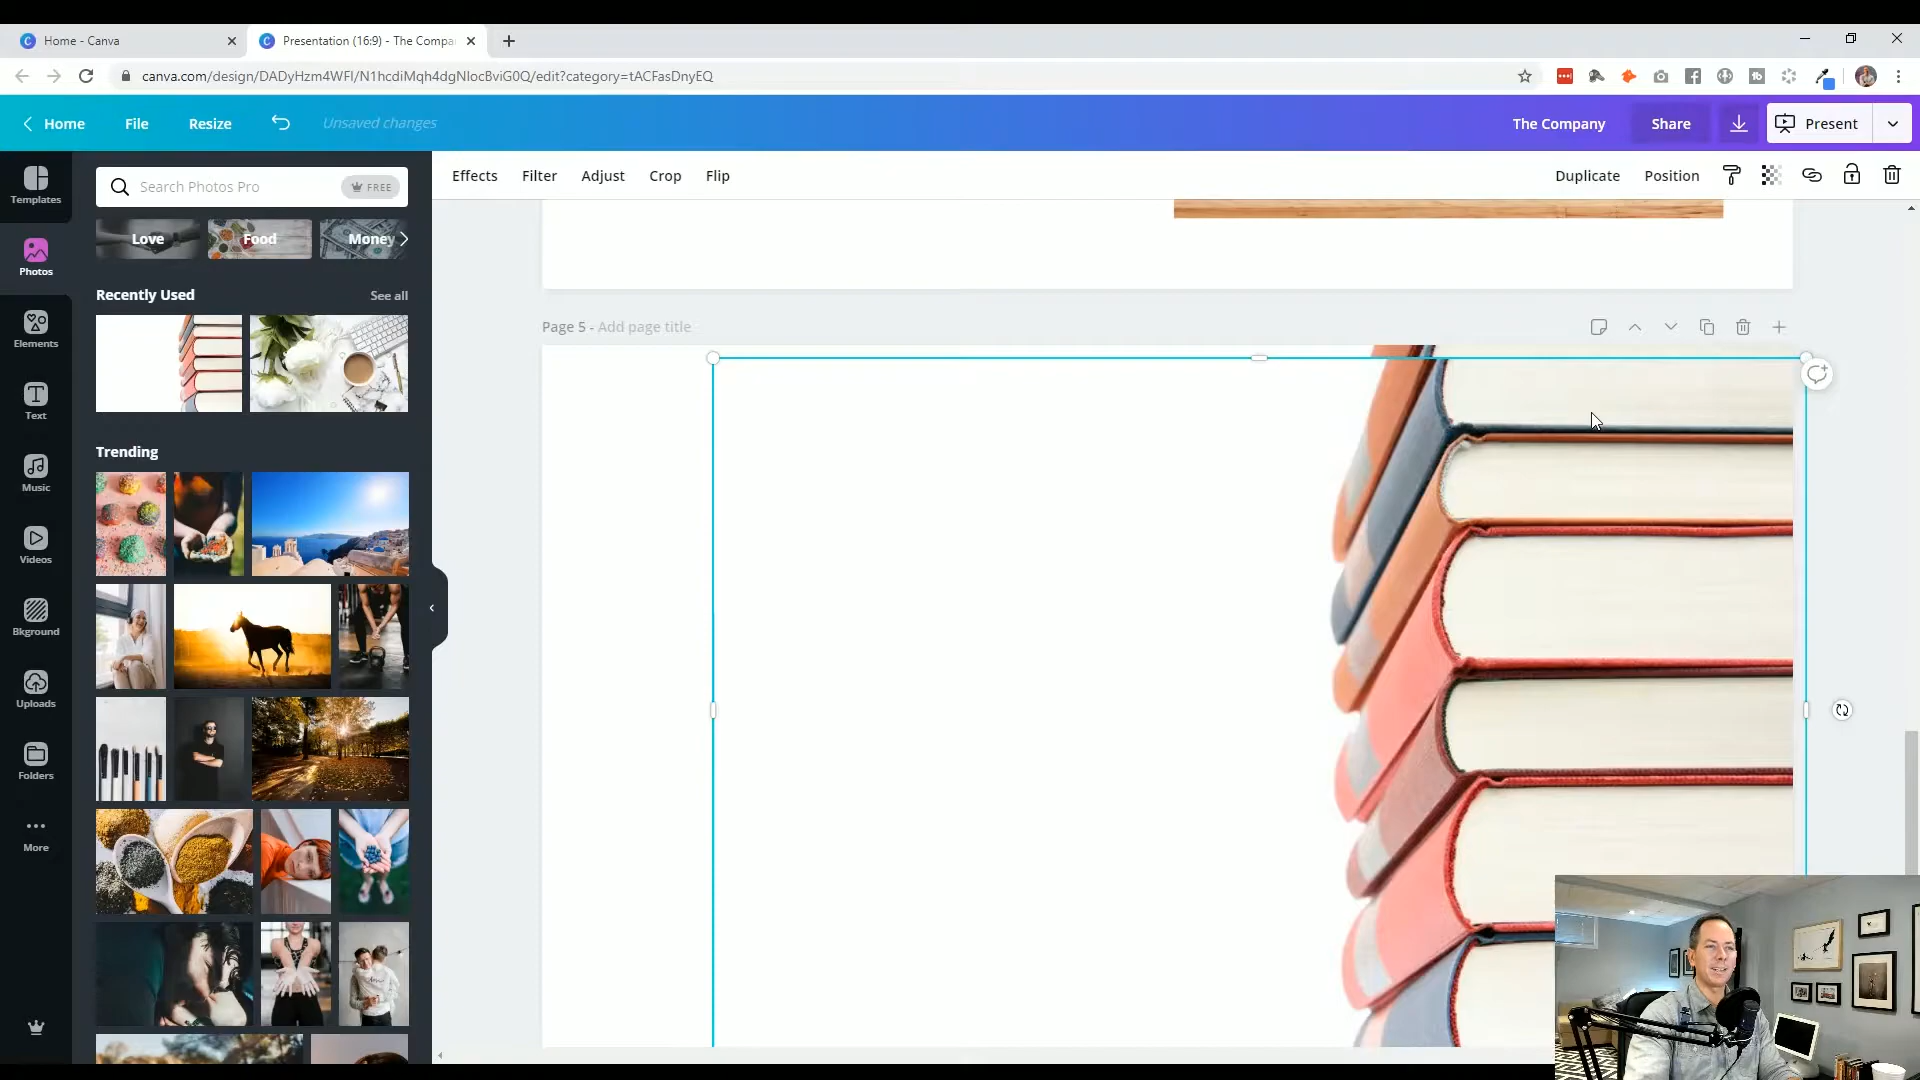 Home - Canva
Presentation (16:9) - The Compa
canva.com/design/DADyHzm4WFI/N1hcdiMqh4dgNlocBviG0Q/edit?category=tACFasDnyEQ
Home
File
Resize
Unsaved changes
The Company
Share
Present
Templates
Photos
Elements
Text
Music
Videos
Bkground
Uploads
Folders
More
Search Photos Pro
FREE
Love
Food
Money
Recently Used
See all
Trending
Effects
Filter
Adjust
Crop
Flip
Duplicate
Position
Page 5 - Add page title